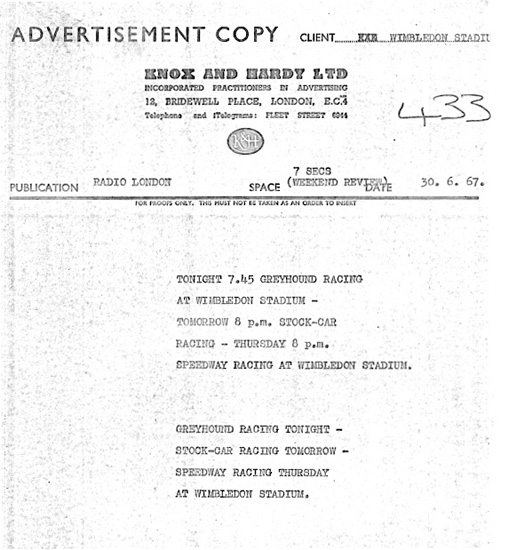 ADVERTISEMENT COPY CLIENT WIMBLEDON STADIU
KNOX AND HARDY LTD
INCORPORATED PRACTITIONERS IN ADVERTISING
12, BRIDEWELL PLACE, LONDON, E.C.4
Telephone and Telegrams: FLEET STREET
433
K&H
7 SECS
PUBLICATION RADIO LONDON SPACE (WEEKEND REVIEW) DATE 30. 6. 67.
FOR PROOFS ONLY. THIS MUST NOT BE TAKEN AS AN ORDER TO INSERT
TONIGHT 7.45 GREYHOUND RACING
AT WIMBLEDON STADIUM -
TOMORROW 8 p.m. STOCK-CAR
RACING - THURSDAY 8 p.m.
SPEEDWAY RACING AT WIMBLEDON STADIUM.
GREYHOUND RACING TONIGHT -
STOCK-CAR RACING TOMORROW -
SPEEDWAY RACING THURSDAY
AT WIMBLEDON STADIUM.